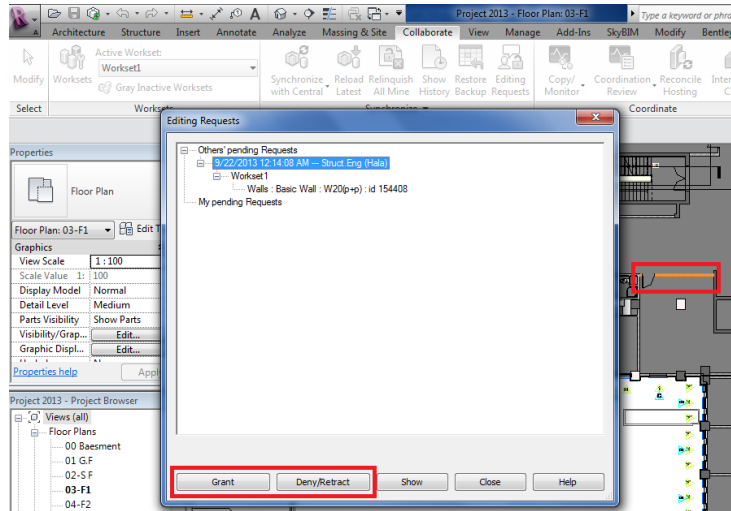 Project 2013 - Floor Plan: 03-F1
Type a keyword or phra
Architecture Structure Insert Annotate Analyze Massing & Site Collaborate View Manage Add-Ins SkyBIM Modify Bentley
Modify
Worksets
Active Workset:
Workset1
Gray Inactive Worksets
Synchronize with Central
Reload Latest
Relinquish All Mine
Show History
Restore Backup
Editing Requests
Copy/ Monitor
Coordination Review
Reconcile Hosting
Select
Worksets
Synchronize
Coordinate
Properties
Floor Plan
Floor Plan: 03-F1
Edit T
Graphics
View Scale 1 : 100
Scale Value 1: 100
Display Model Normal
Detail Level Medium
Parts Visibility Show Parts
Visibility/Grap... Edit...
Graphic Displ... Edit...
Properties help
Apply
Project 2013 - Project Browser
Views (all)
Floor Plans
00 Baesment
01 G.F
02-S F
03-F1
04-F2
Editing Requests
Others' pending Requests
9/22/2013 12:14:08 AM --- Struct.Eng (Hala)
Workset1
Walls : Basic Wall : W20(p+p) : id 154408
My pending Requests
Grant
Deny/Retract
Show
Close
Help